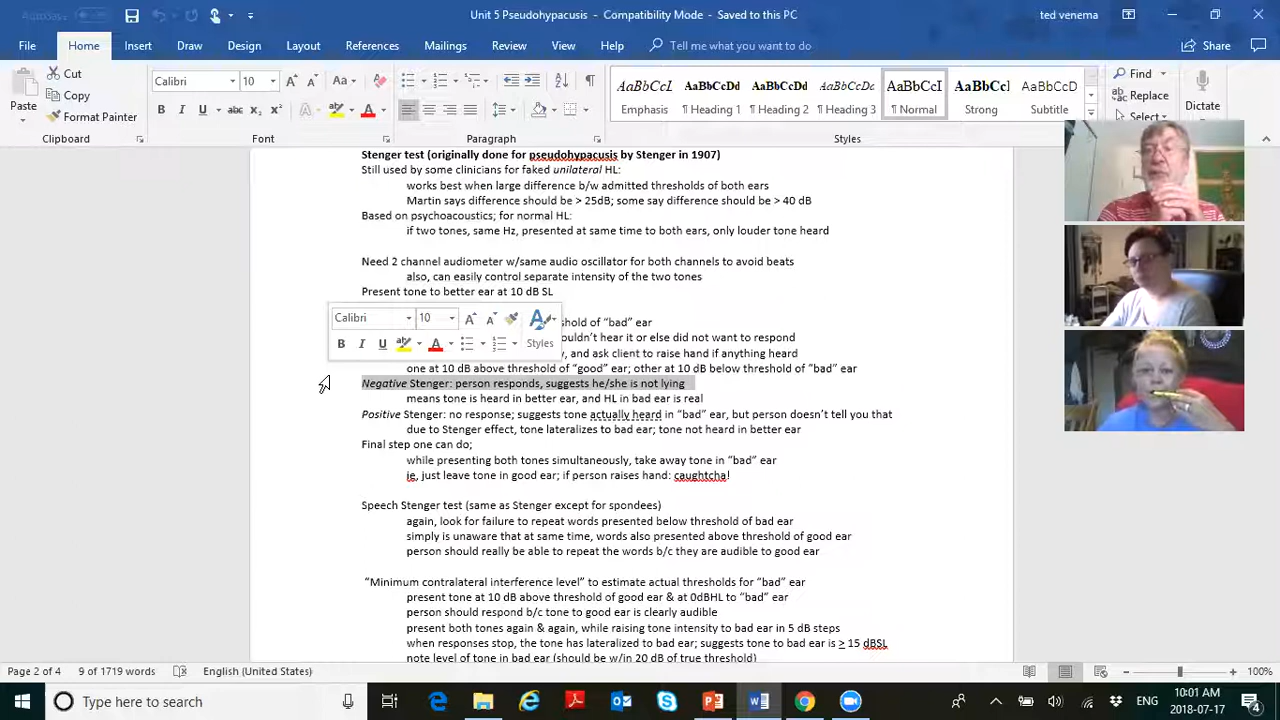 AutoSave
Unit 5 Pseudohypacusis - Compatibility Mode - Saved to this PC
ted venema
File Home Insert Draw Design Layout References Mailings Review View Help Tell me what you want to do Share
Cut
Copy
Format Painter
Paste
Calibri 10
AaBbCcI AaBbCcDd AaBbCcDd AaBbCcDc AaBbCcI AaBbCcI AaBbCcD
Emphasis ¶ Heading 1 ¶ Heading 2 ¶ Heading 3 ¶ Normal Strong Subtitle
Find
Replace
Select
Dictate
Clipboard Font Paragraph Styles Voice
Stenger test (originally done for pseudohypacusis by Stenger in 1907)
Still used by some clinicians for faked unilateral HL:
works best when large difference b/w admitted thresholds of both ears
Martin says difference should be > 25dB; some say difference should be > 40 dB
Based on psychoacoustics; for normal HL:
if two tones, same Hz, presented at same time to both ears, only louder tone heard
Need 2 channel audiometer w/same audio oscillator for both channels to avoid beats
also, can easily control separate intensity of the two tones
Present tone to better ear at 10 dB SL
Calibri 10
Styles
shold of "bad" ear
ouldn't hear it or else did not want to respond
y, and ask client to raise hand if anything heard
one at 10 dB above threshold of "good" ear; other at 10 dB below threshold of "bad" ear
Negative Stenger: person responds, suggests he/she is not lying
means tone is heard in better ear, and HL in bad ear is real
Positive Stenger: no response; suggests tone actually heard in "bad" ear, but person doesn't tell you that
due to Stenger effect, tone lateralizes to bad ear; tone not heard in better ear
Final step one can do;
while presenting both tones simultaneously, take away tone in "bad" ear
ie, just leave tone in good ear; if person raises hand: caughtcha!
Speech Stenger test (same as Stenger except for spondees)
again, look for failure to repeat words presented below threshold of bad ear
simply is unaware that at same time, words also presented above threshold of good ear
person should really be able to repeat the words b/c they are audible to good ear
"Minimum contralateral interference level" to estimate actual thresholds for "bad" ear
present tone at 10 dB above threshold of good ear & at 0dBHL to "bad" ear
person should respond b/c tone to good ear is clearly audible
present both tones again & again, while raising tone intensity to bad ear in 5 dB steps
when responses stop, the tone has lateralized to bad ear; suggests tone to bad ear is ≥ 15 dBSL
note level of tone in bad ear (should be w/in 20 dB of true threshold)
Page 2 of 4 9 of 1719 words English (United States) 100%
Type here to search
ENG
10:01 AM
2018-07-17
4